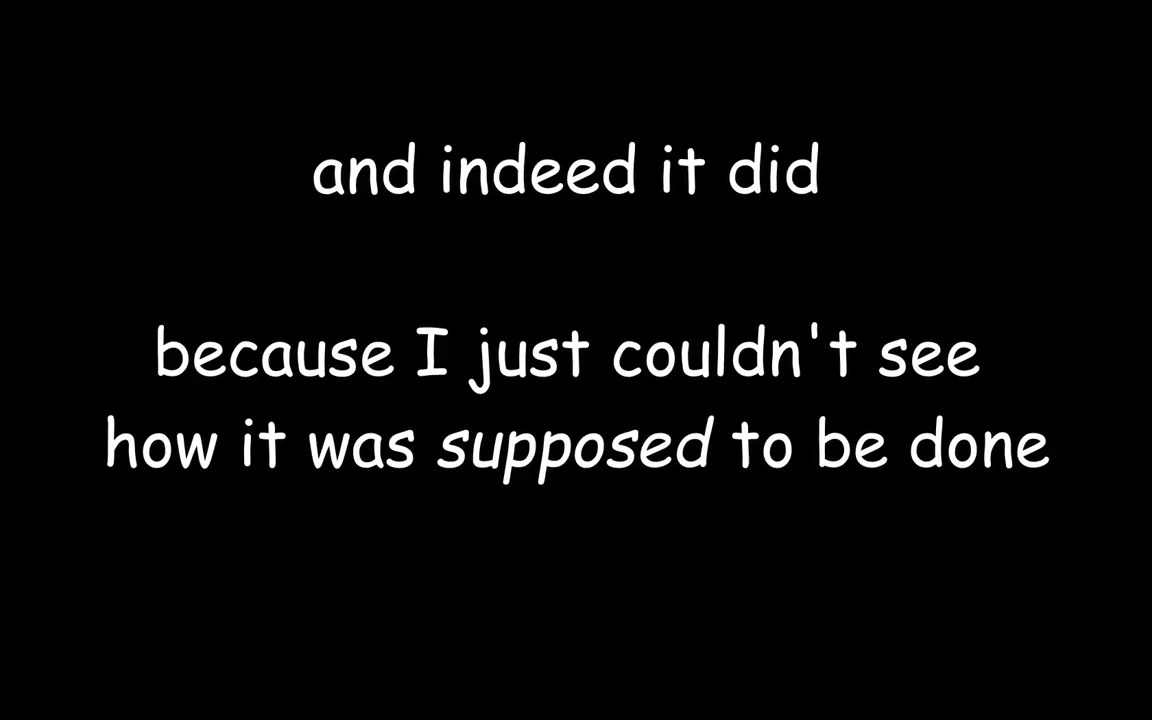 and indeed it did
because I just couldn't see
how it was supposed to be done